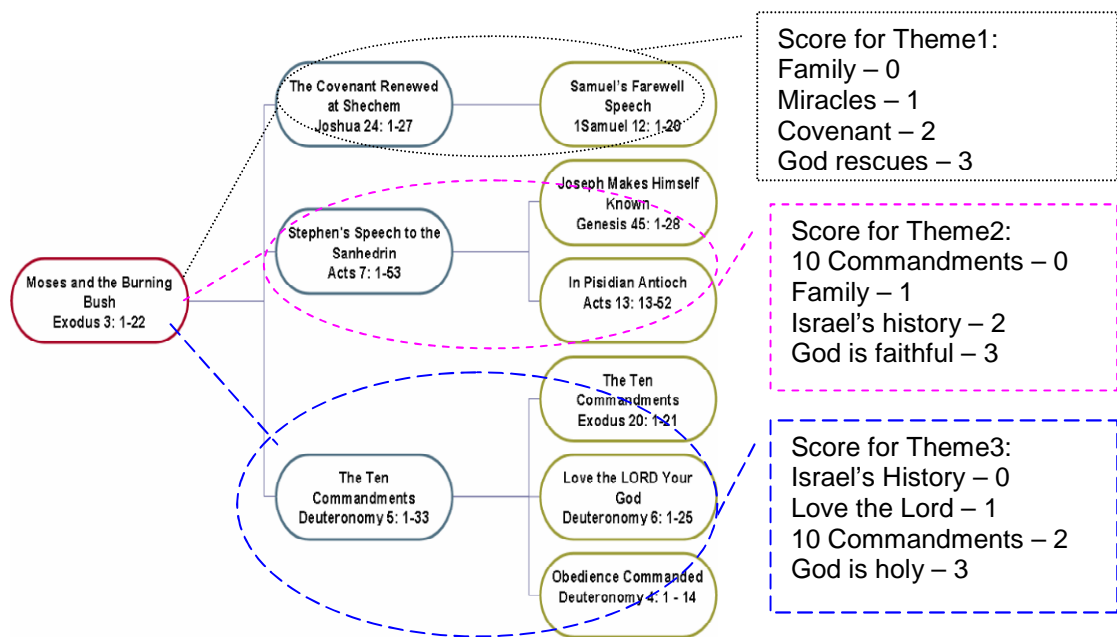 Moses and the Burning
Bush
Exodus 3: 1-22
The Covenant Renewed
at Shechem
Joshua 24: 1-27
Samuel's Farewell
Speech
1Samuel 12: 1-20
Stephen's Speech to the
Sanhedrin
Acts 7: 1-53
Joseph Makes Himself
Known
Genesis 45: 1-28
In Pisidian Antioch
Acts 13: 13-52
The Ten
Commandments
Deuteronomy 5: 1-33
The Ten
Commandments
Exodus 20: 1-21
Love the LORD Your
God
Deuteronomy 6: 1-25
Obedience Commanded
Deuteronomy 4: 1 - 14
Score for Theme1:
Family – 0
Miracles – 1
Covenant – 2
God rescues – 3
Score for Theme2:
10 Commandments – 0
Family – 1
Israel's history – 2
God is faithful – 3
Score for Theme3:
Israel's History – 0
Love the Lord – 1
10 Commandments – 2
God is holy – 3